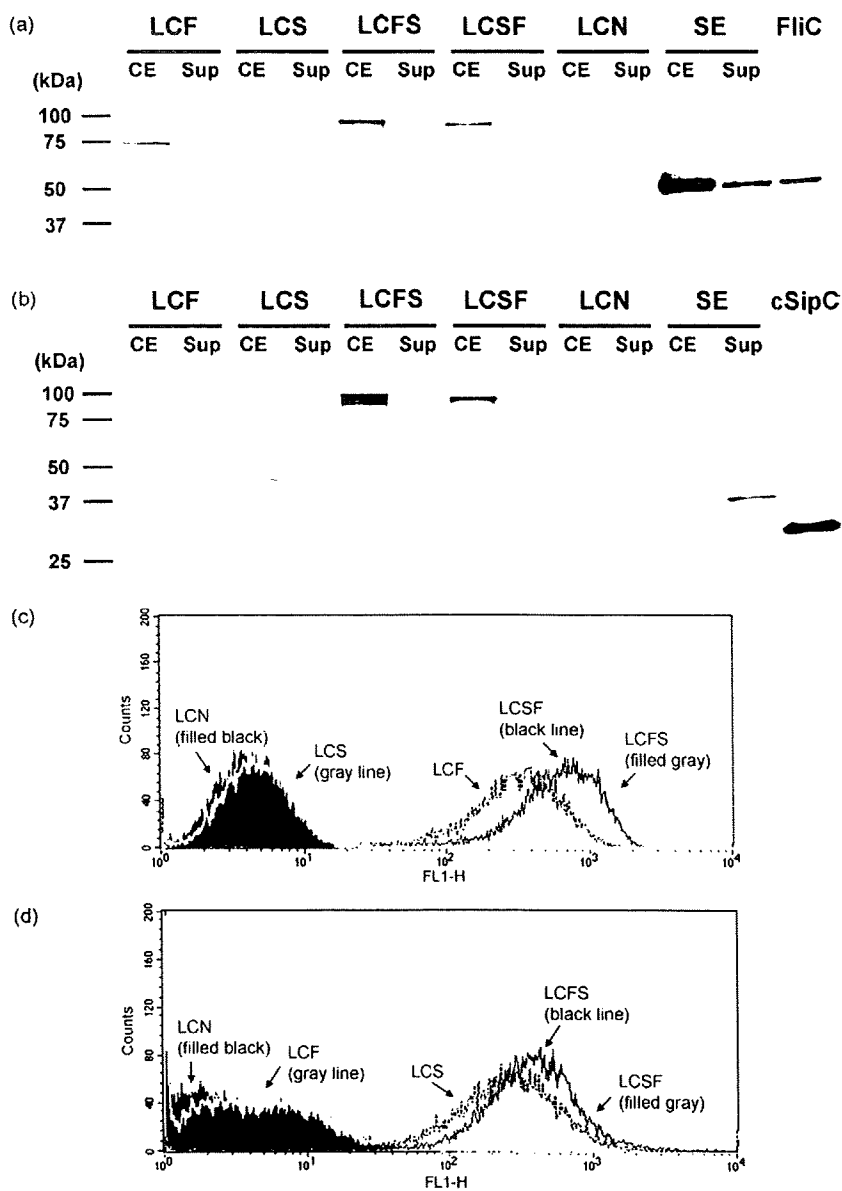 (a)
LCF LCS LCFS LCSF LCN SE FliC
(kDa) CE Sup CE Sup CE Sup CE Sup CE Sup CE Sup
100
75
50
37
(b)
LCF LCS LCFS LCSF LCN SE cSipC
(kDa) CE Sup CE Sup CE Sup CE Sup CE Sup CE Sup
100
75
50
37
25
(c)
200
160
120
80
40
0
Counts
LCN
(filled black)
LCS
(gray line)
LCF
LCSF
(black line)
LCFS
(filled gray)
10⁰ 10¹ 10² 10³ 10⁴
FL1-H
(d)
200
160
120
80
40
0
Counts
LCN
(filled black)
LCF
(gray line)
LCS
LCFS
(black line)
LCSF
(filled gray)
10⁰ 10¹ 10² 10³ 10⁴
FL1-H